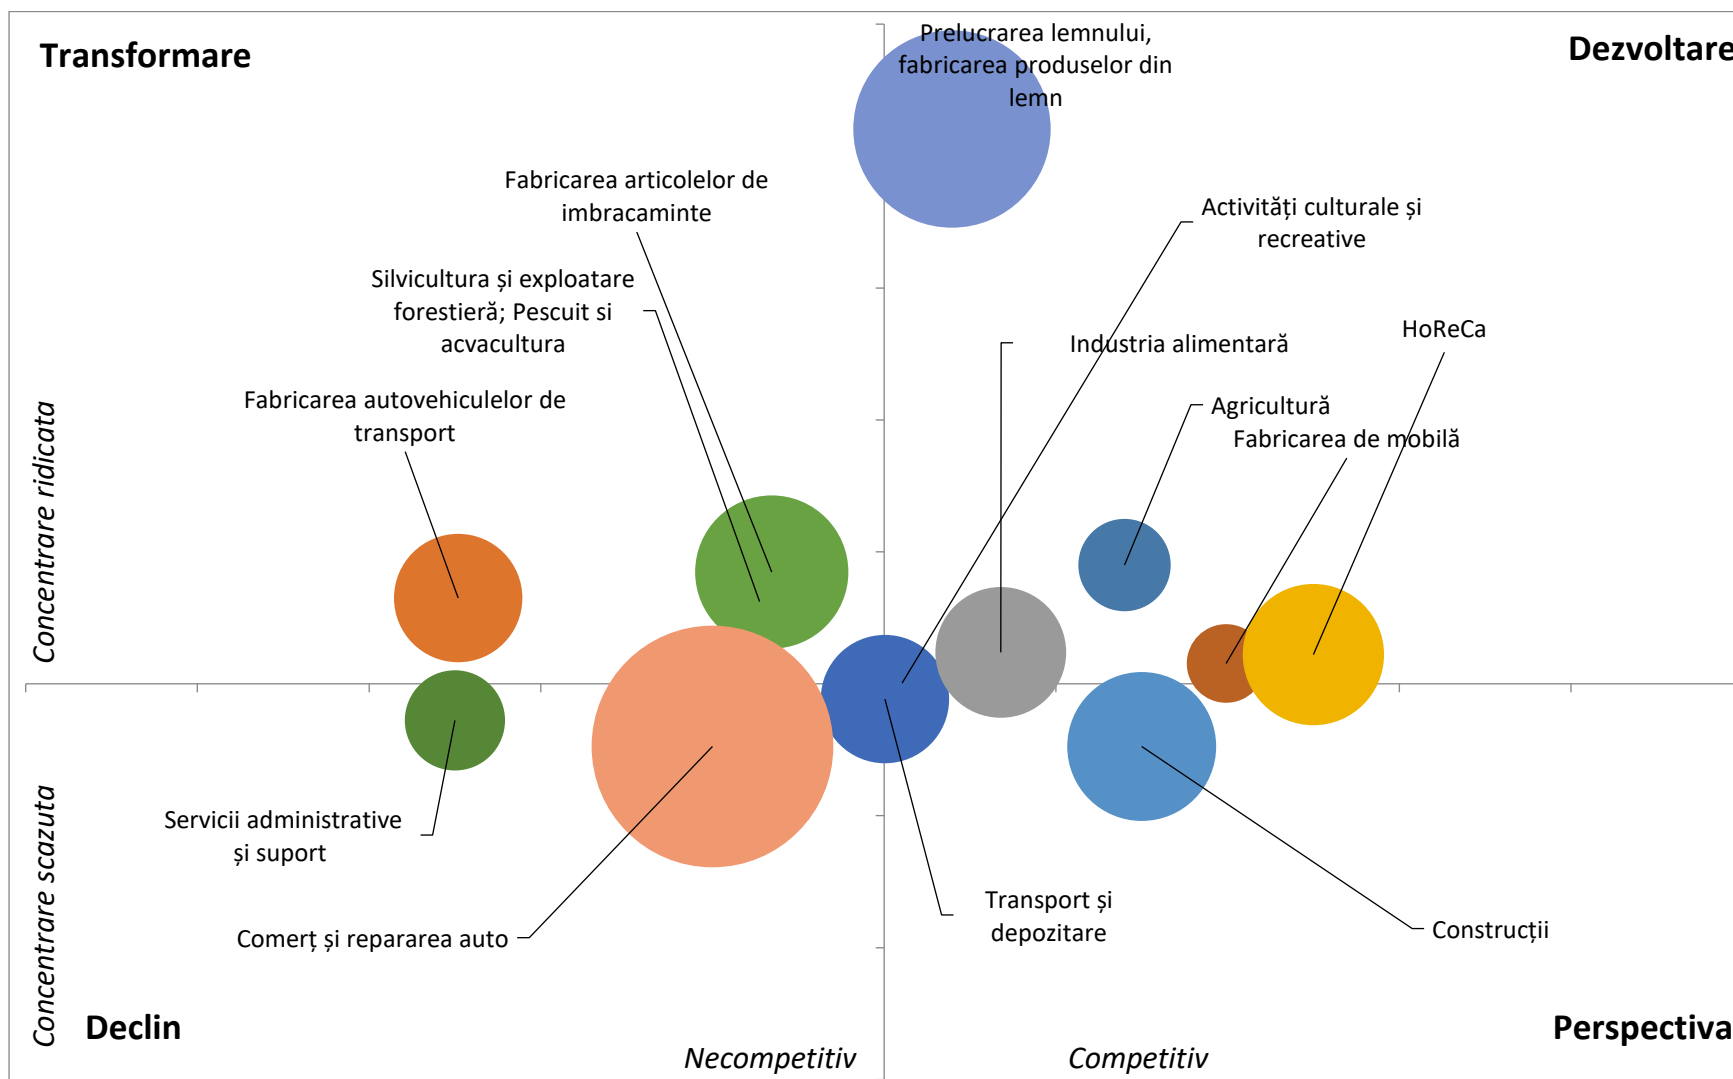 Transformare
Dezvoltare
Prelucrarea lemnului,
fabricarea produselor din
lemn
Fabricarea articolelor de
imbracaminte
Activități culturale și
recreative
Silvicultura și exploatare
forestieră; Pescuit si
acvacultura
Industria alimentară
HoReCa
Fabricarea autovehiculelor de
transport
Agricultură
Fabricarea de mobilă
Concentrare ridicata
Concentrare scazuta
Servicii administrative
și suport
Comerț și repararea auto
Transport și
depozitare
Construcții
Declin
Perspectiva
Necompetitiv
Competitiv